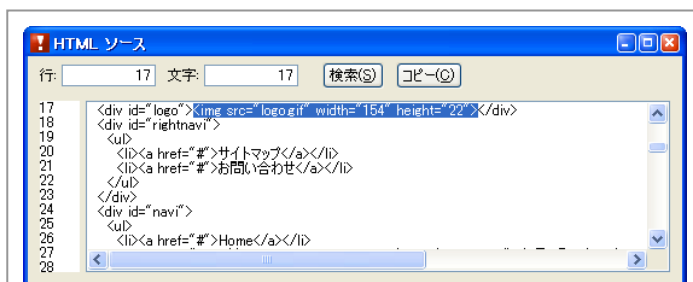 HTML ソース
行: 17 文字: 17 検索(S) コピー(C)
17 <div id="logo"><img src="logo.gif" width="154" height="22"></div>
18 <div id="rightnavi">
19 <ul>
20 <li><a href="#">サイトマップ</a></li>
21 <li><a href="#">お問い合わせ</a></li>
22 </ul>
23 </div>
24 <div id="navi">
25 <ul>
26 <li><a href="#">Home</a></li>
27
28